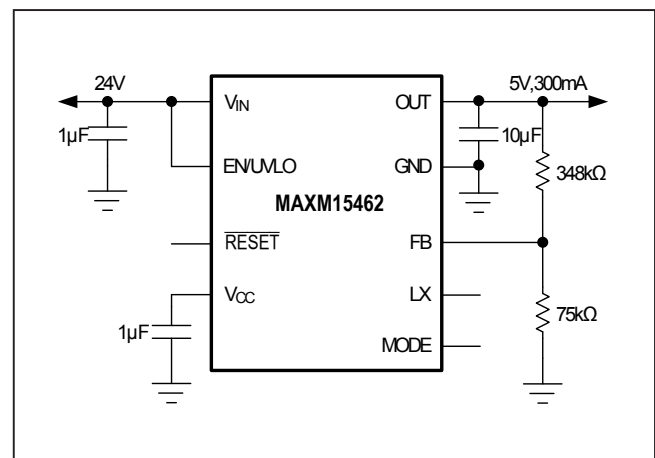 24V
5V,300mA
VIN
OUT
1µF
10µF
EN/UVLO
GND
348kΩ
MAXM15462
RESET
FB
VCC
LX
1µF
75kΩ
MODE